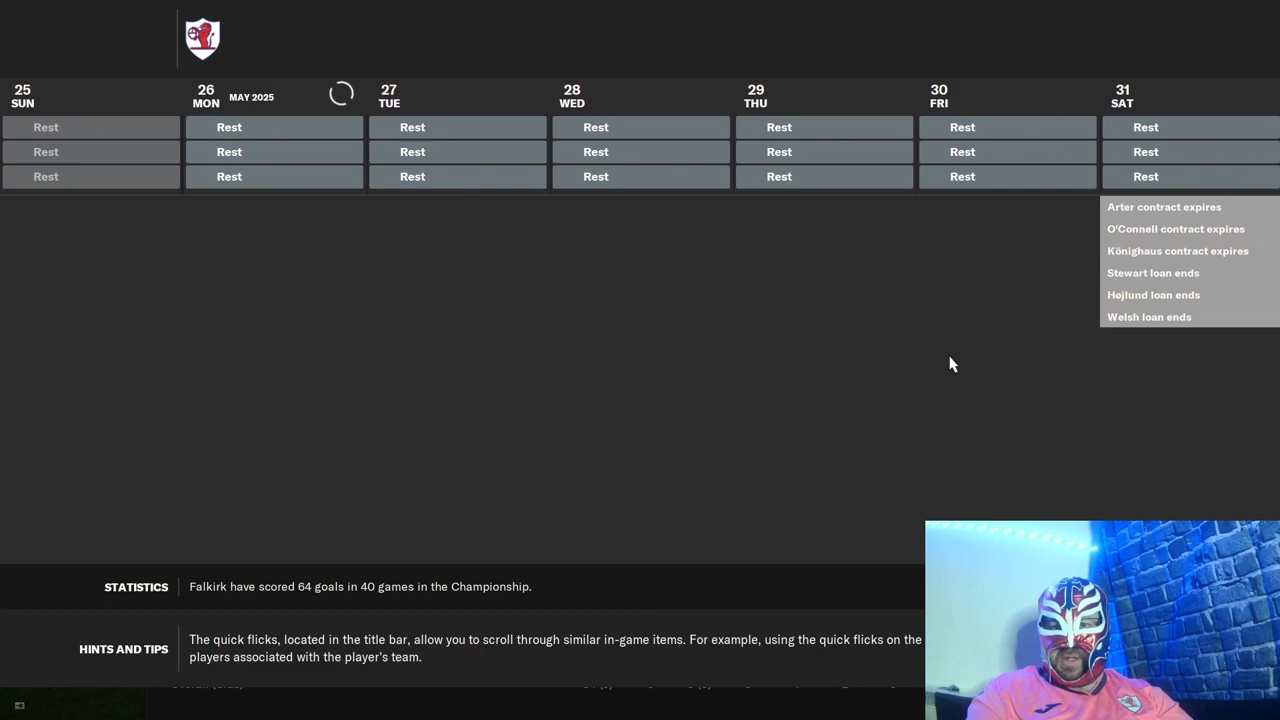 25
SUN
26
MON MAY 2025
27
TUE
28
WED
29
THU
30
FRI
31
SAT
Rest Rest Rest Rest Rest Rest Rest
Rest Rest Rest Rest Rest Rest Rest
Rest Rest Rest Rest Rest Rest Rest
Arter contract expires
O'Connell contract expires
Könighaus contract expires
Stewart loan ends
Højlund loan ends
Welsh loan ends
STATISTICS Falkirk have scored 64 goals in 40 games in the Championship.
HINTS AND TIPS The quick flicks, located in the title bar, allow you to scroll through similar in-game items. For example, using the quick flicks on the
players associated with the player's team.